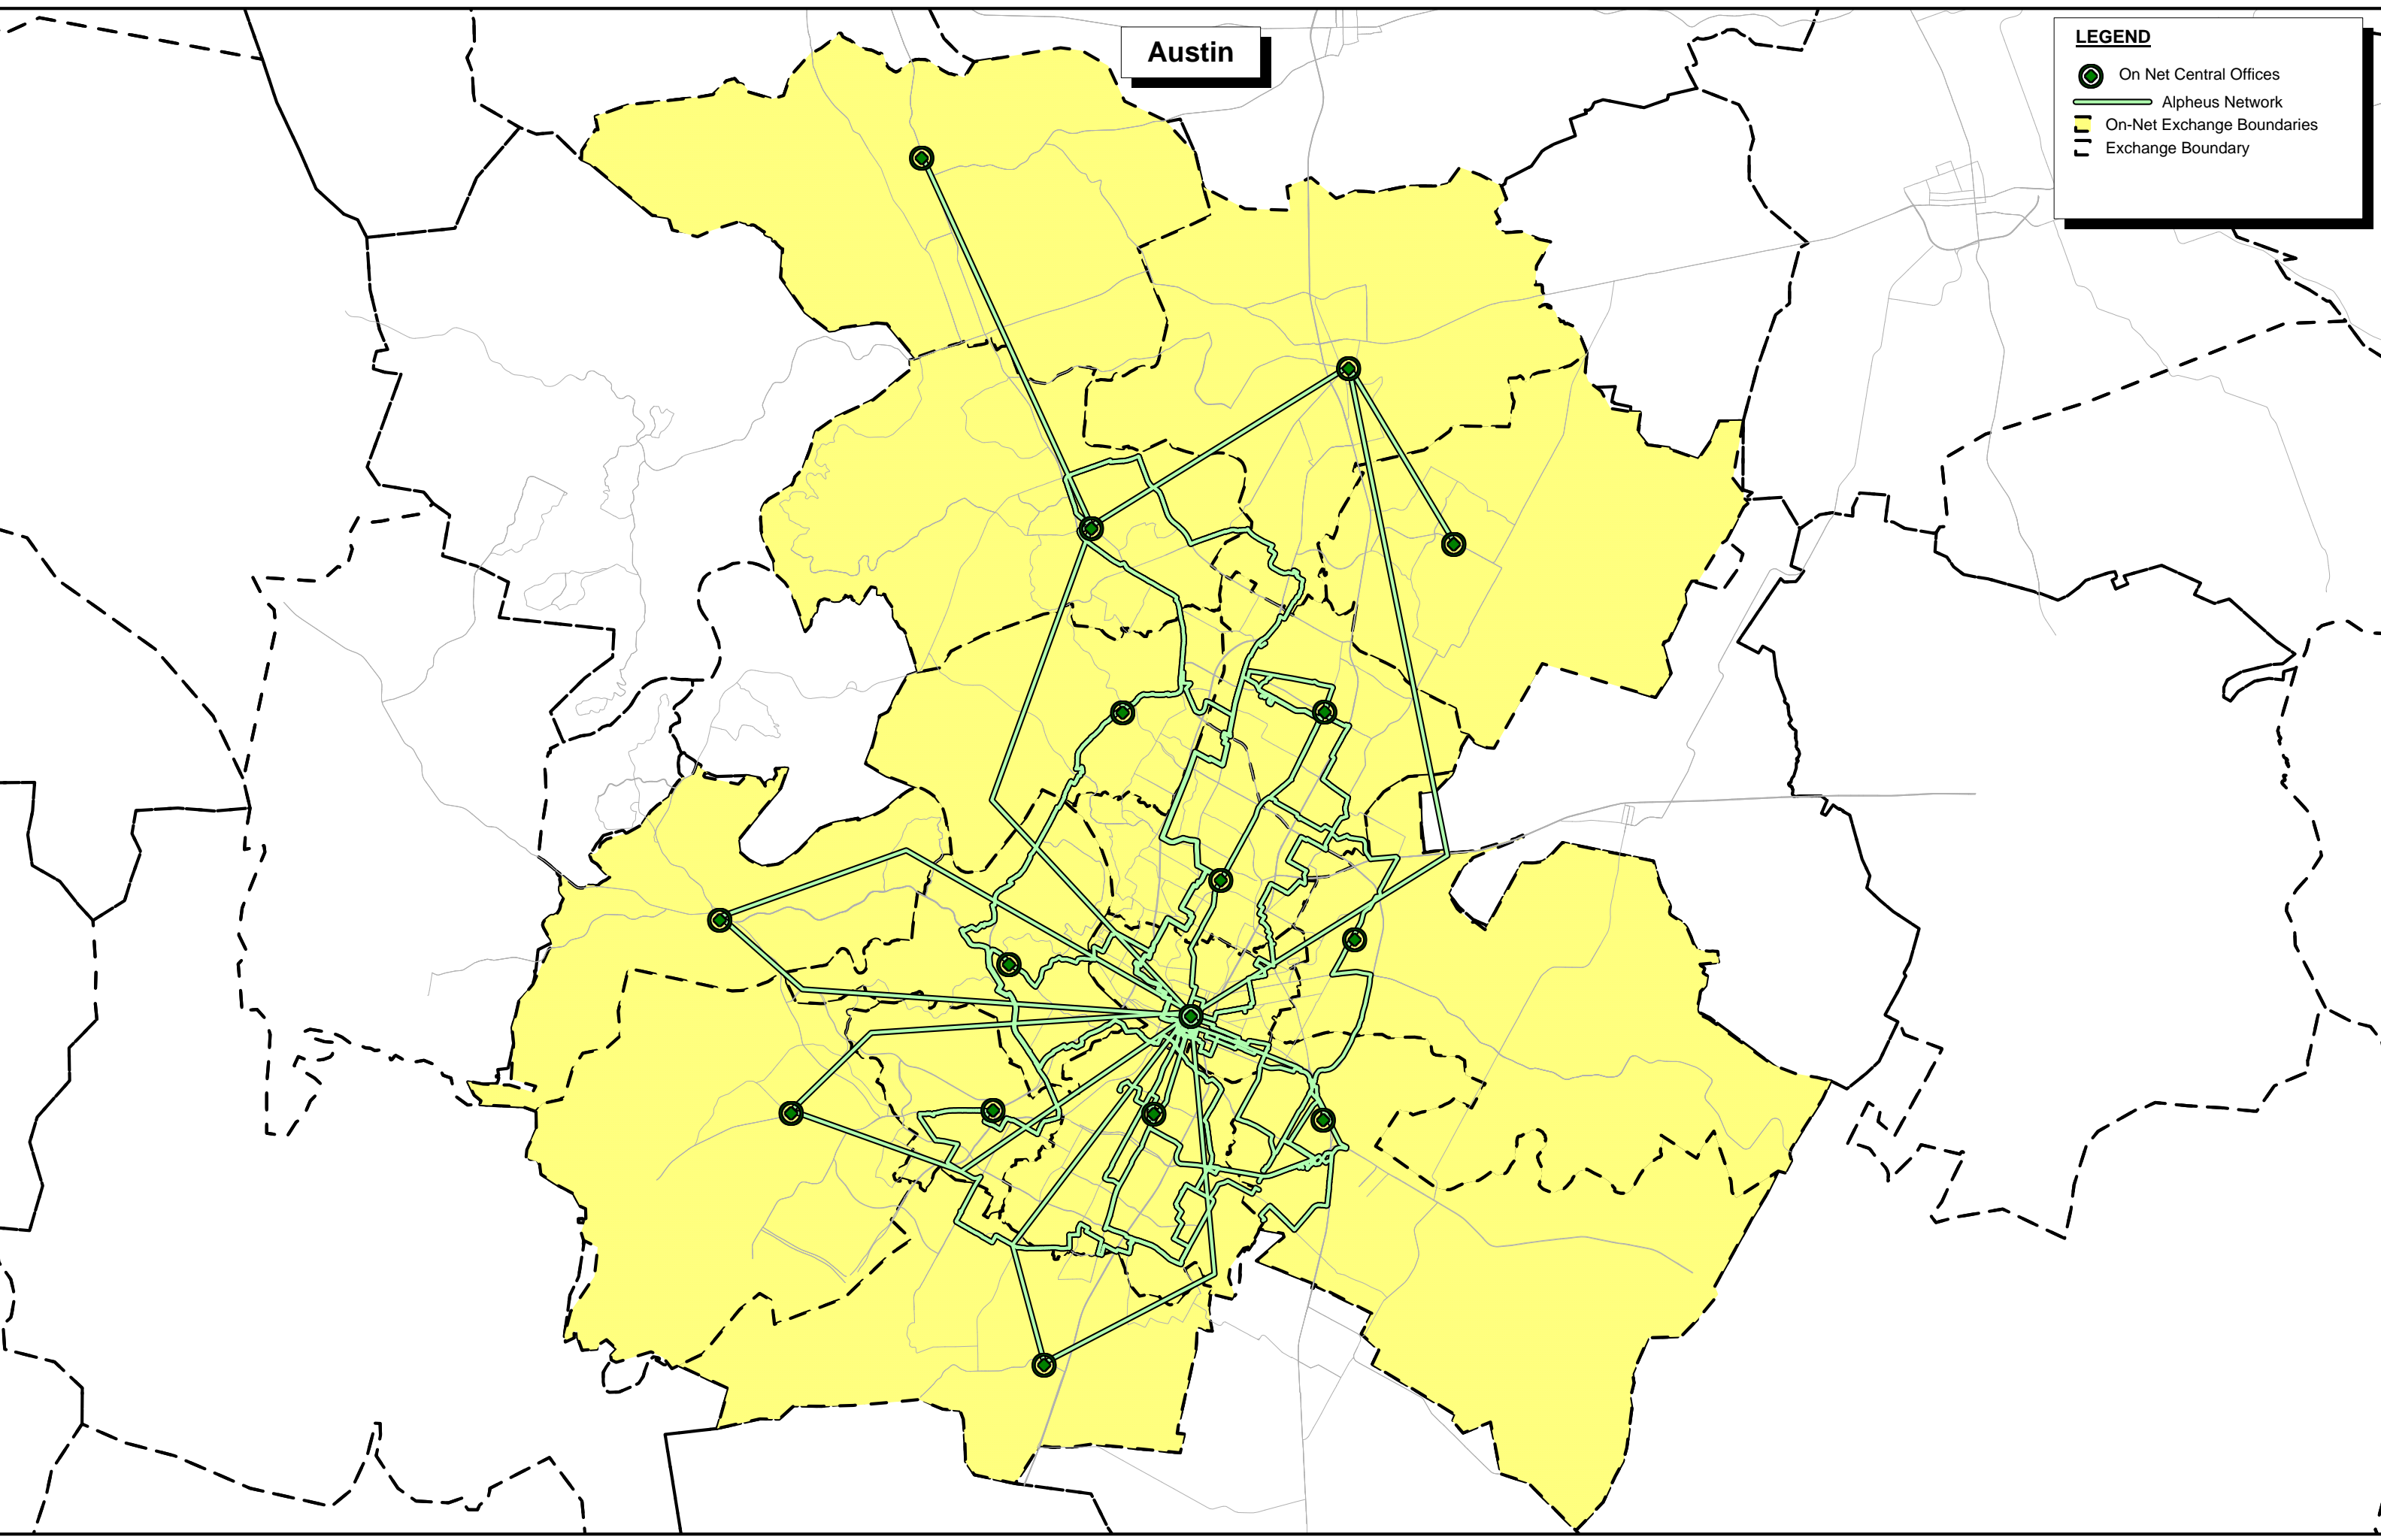 Austin
LEGEND
On Net Central Offices
Alpheus Network
On-Net Exchange Boundaries
Exchange Boundary